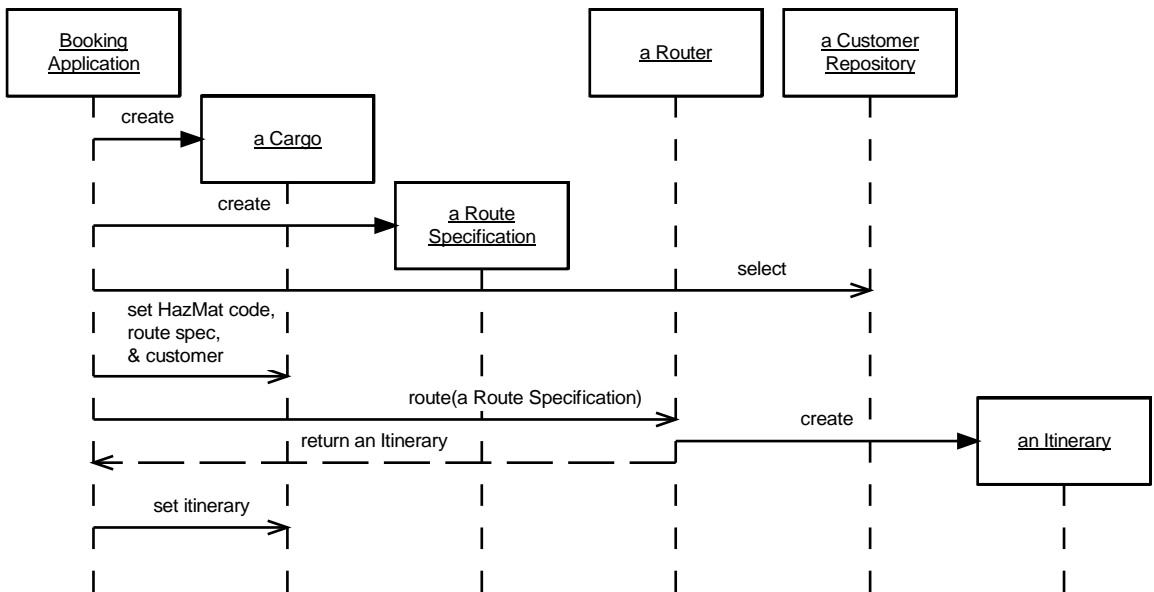 Booking
Application
a Router
a Customer
Repository
create
a Cargo
create
a Route
Specification
select
set HazMat code,
route spec,
& customer
route(a Route Specification)
create
return an Itinerary
an Itinerary
set itinerary